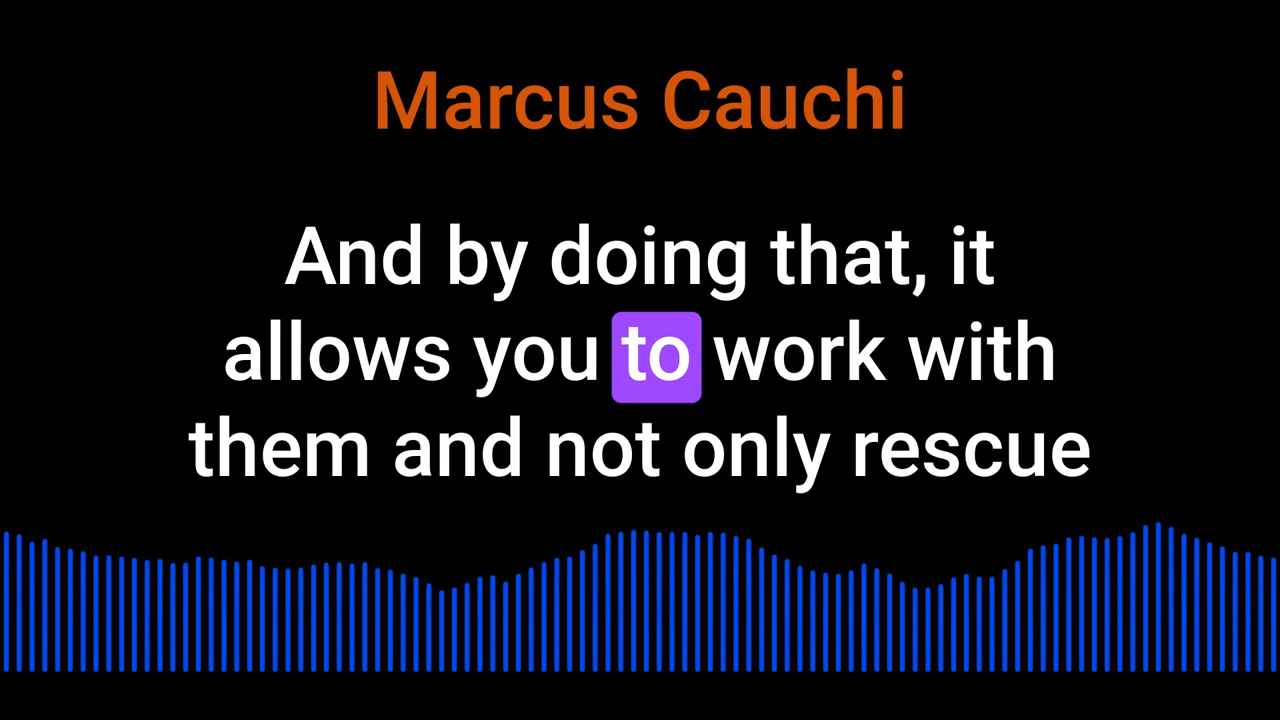 Marcus Cauchi
And by doing that, it
allows you to work with
them and not only rescue